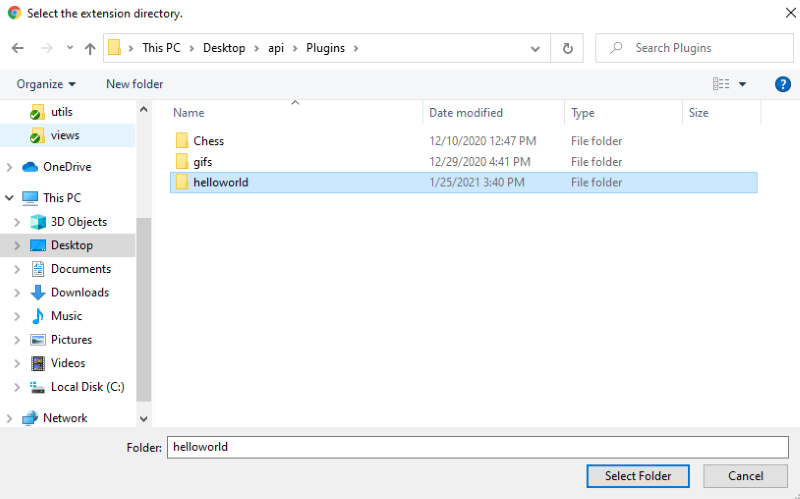 Select the extension directory.
This PC > Desktop > api > Plugins >
Search Plugins
Organize
New folder
utils
views
OneDrive
This PC
3D Objects
Desktop
Documents
Downloads
Music
Pictures
Videos
Local Disk (C:)
Network
Name Date modified Type Size
Chess 12/10/2020 12:47 PM File folder
gifs 12/29/2020 4:41 PM File folder
helloworld 1/25/2021 3:40 PM File folder
Folder: helloworld
Select Folder
Cancel